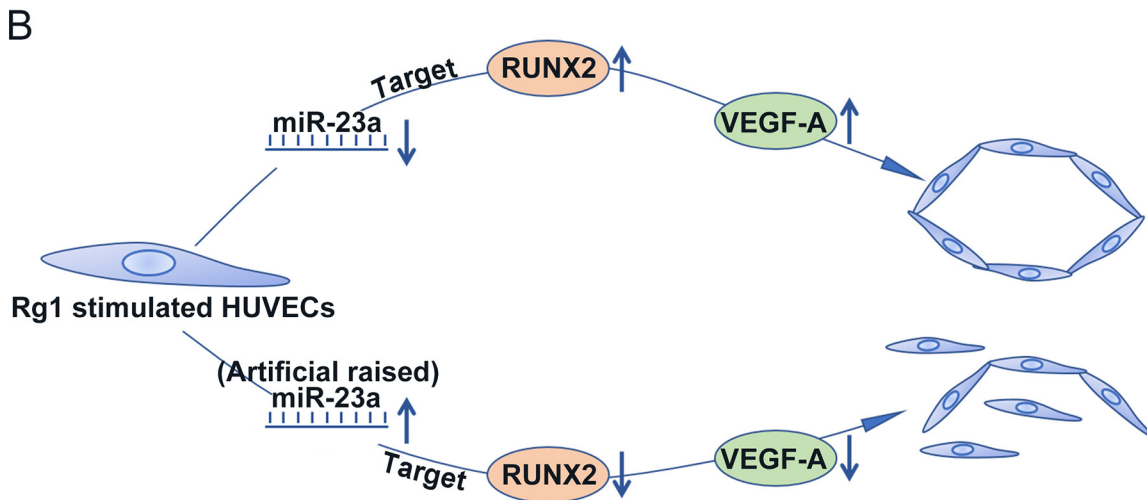 B
Target
RUNX2
miR-23a
VEGF-A
Rg1 stimulated HUVECs
(Artificial raised)
miR-23a
Target
RUNX2
VEGF-A